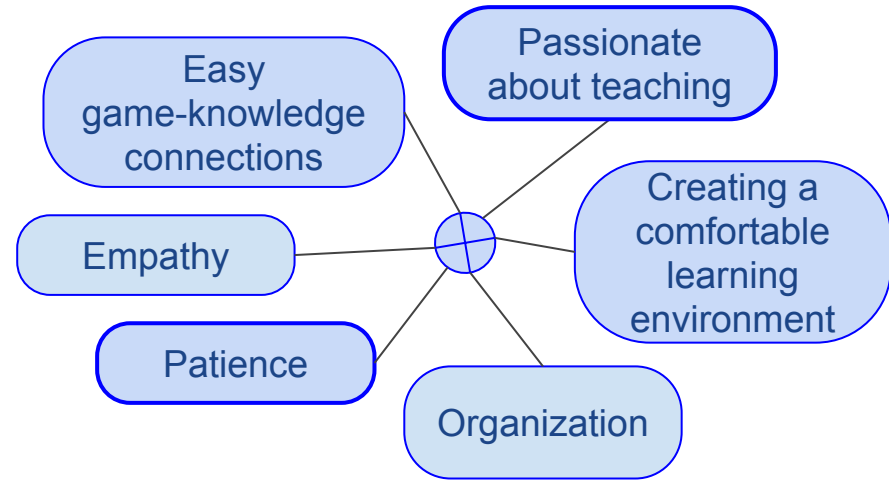 Easy
game-knowledge
connections
Passionate
about teaching
Empathy
Creating a
comfortable
learning
environment
Patience
Organization